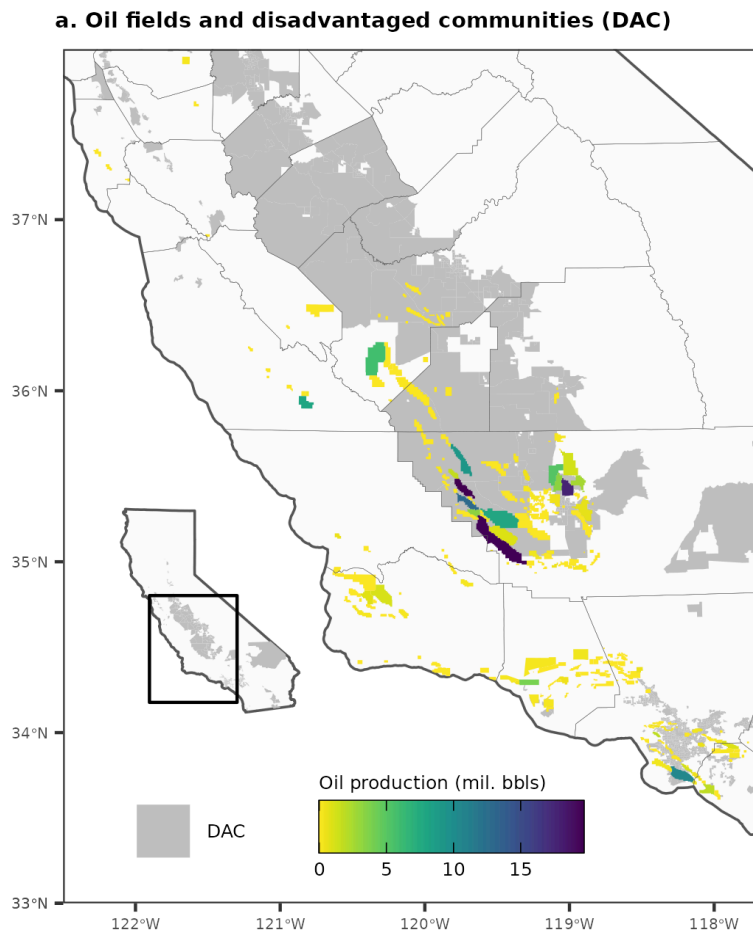 a. Oil fields and disadvantaged communities (DAC)
37°N
36°N
35°N
34°N
33°N
Oil production (mil. bbls)
DAC
0 5 10 15
122°W 121°W 120°W 119°W 118°W